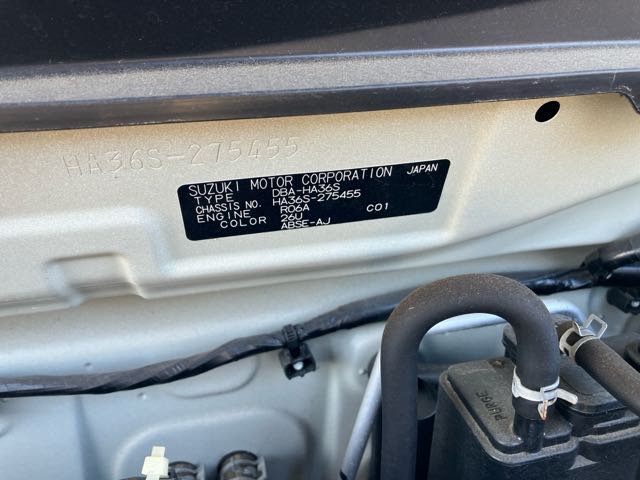 HA36S-275455
SUZUKI MOTOR CORPORATION JAPAN
TYPE DBA-HA36S
CHASSIS NO. HA36S-275455
ENGINE R06A C01
COLOR 26U
ABSE-AJ
PURGE